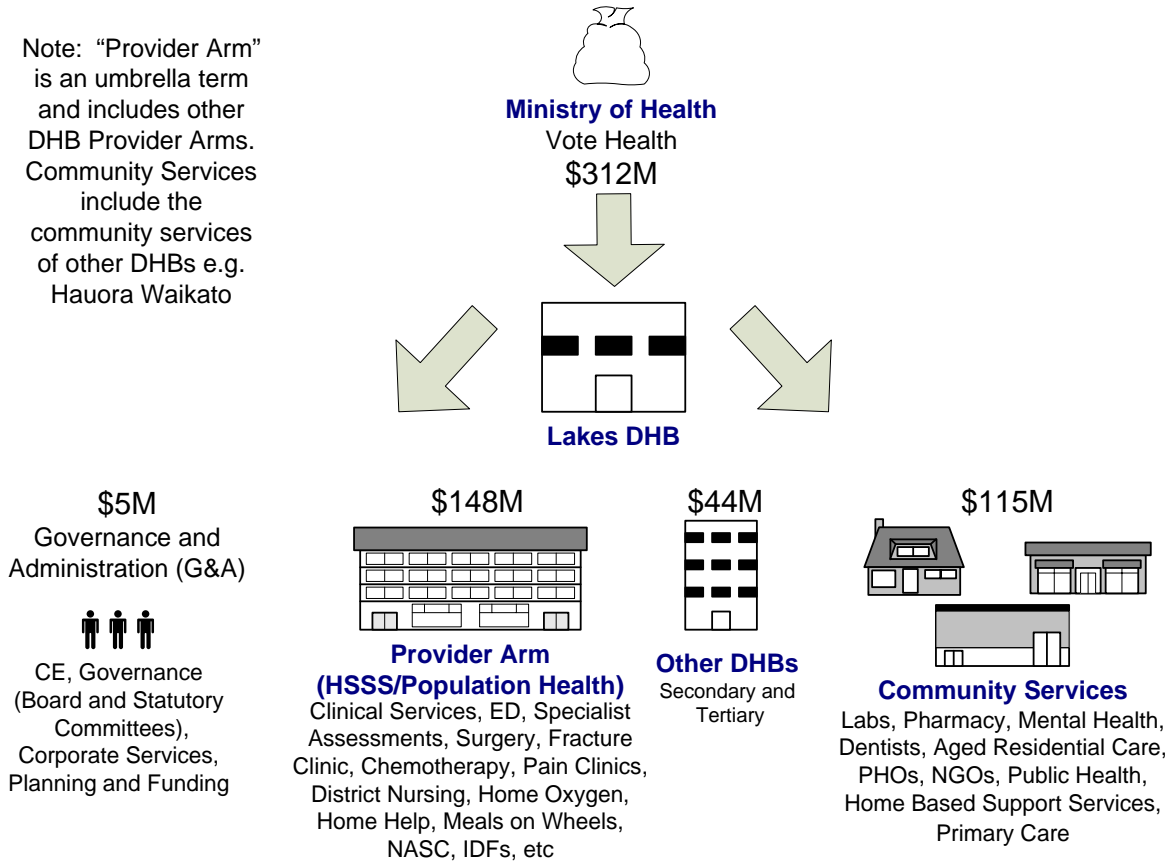 Note: “Provider Arm”
is an umbrella term
and includes other
DHB Provider Arms.
Community Services
include the
community services
of other DHBs e.g.
Hauora Waikato
Ministry of Health
Vote Health
$312M
Lakes DHB
$5M
Governance and
Administration (G&A)
CE, Governance
(Board and Statutory
Committees),
Corporate Services,
Planning and Funding
$148M
Provider Arm
(HSSS/Population Health)
Clinical Services, ED, Specialist
Assessments, Surgery, Fracture
Clinic, Chemotherapy, Pain Clinics,
District Nursing, Home Oxygen,
Home Help, Meals on Wheels,
NASC, IDFs, etc
$44M
Other DHBs
Secondary and
Tertiary
$115M
Community Services
Labs, Pharmacy, Mental Health,
Dentists, Aged Residential Care,
PHOs, NGOs, Public Health,
Home Based Support Services,
Primary Care